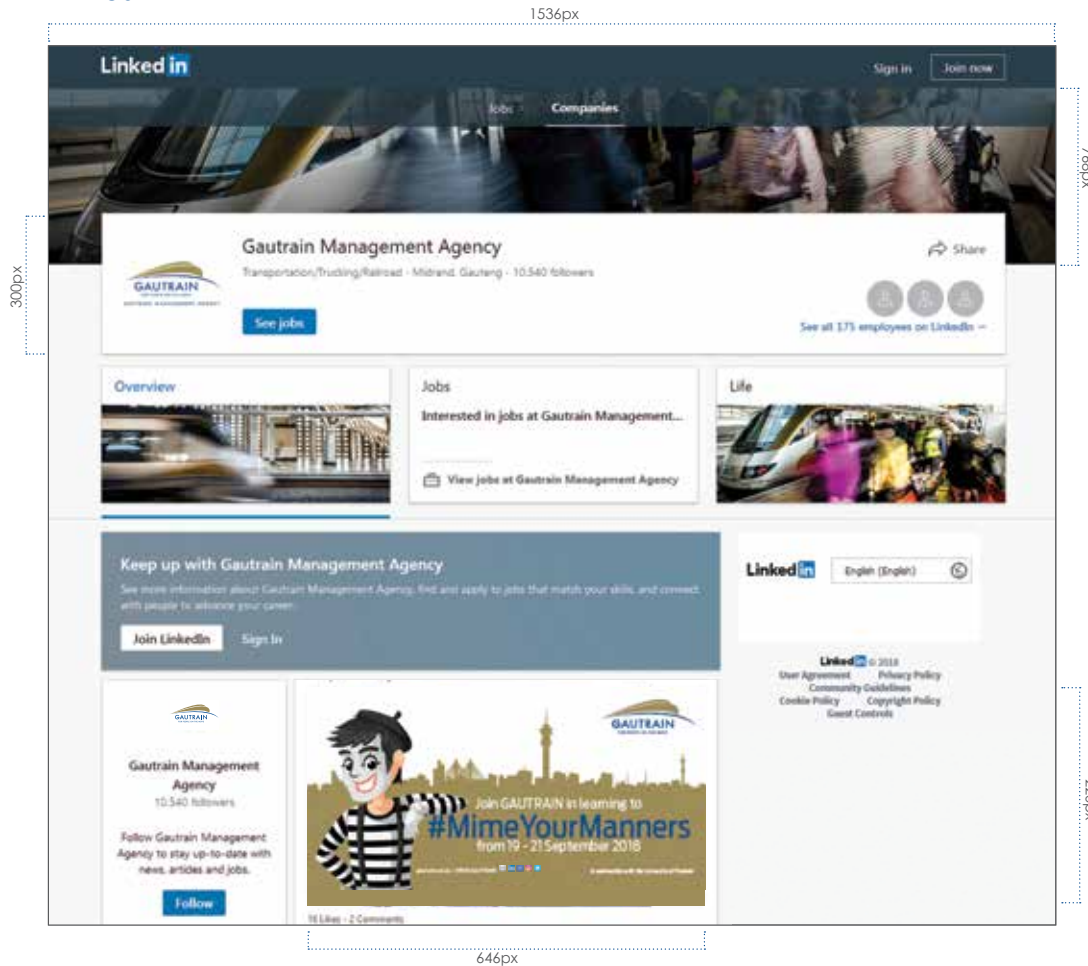 1536px
Linked in
Sign in
Join now
Jobs
Companies
300px
GAUTRAIN
Gautrain Management Agency
Transportation/Trucking/Railroad - Midrand, Gauteng - 10,540 followers
See jobs
Share
See all 175 employees on LinkedIn
Overview
Jobs
Interested in jobs at Gautrain Management...
View jobs at Gautrain Management Agency
Life
Keep up with Gautrain Management Agency
See more information about Gautrain Management Agency, find and apply to jobs that match your skills, and connect
with people to advance your career.
Join LinkedIn
Sign In
Linked in
English (English)
Linked in © 2018
User Agreement
Privacy Policy
Community Guidelines
Cookie Policy
Copyright Policy
Guest Controls
GAUTRAIN
Gautrain Management
Agency
10,540 followers
Follow Gautrain Management
Agency to stay up-to-date with
news, articles and jobs.
Follow
GAUTRAIN
Join GAUTRAIN in learning to
#MimeYourManners
from 19 - 21 September 2018
16 Likes - 2 Comments
646px